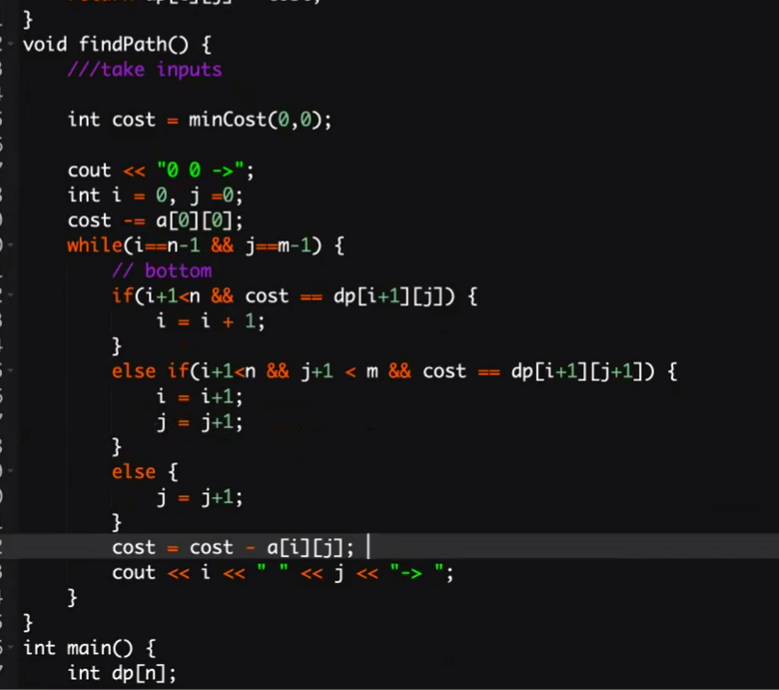 }
void findPath() {
///take inputs
int cost = minCost(0,0);
cout << "0 0 ->";
int i = 0, j =0;
cost -= a[0][0];
while(i==n-1 && j==m-1) {
// bottom
if(i+1<n && cost == dp[i+1][j]) {
i = i + 1;
}
else if(i+1<n && j+1 < m && cost == dp[i+1][j+1]) {
i = i+1;
j = j+1;
}
else {
j = j+1;
}
cost = cost - a[i][j];
cout << i << " " << j << "-> ";
}
}
int main() {
int dp[n];